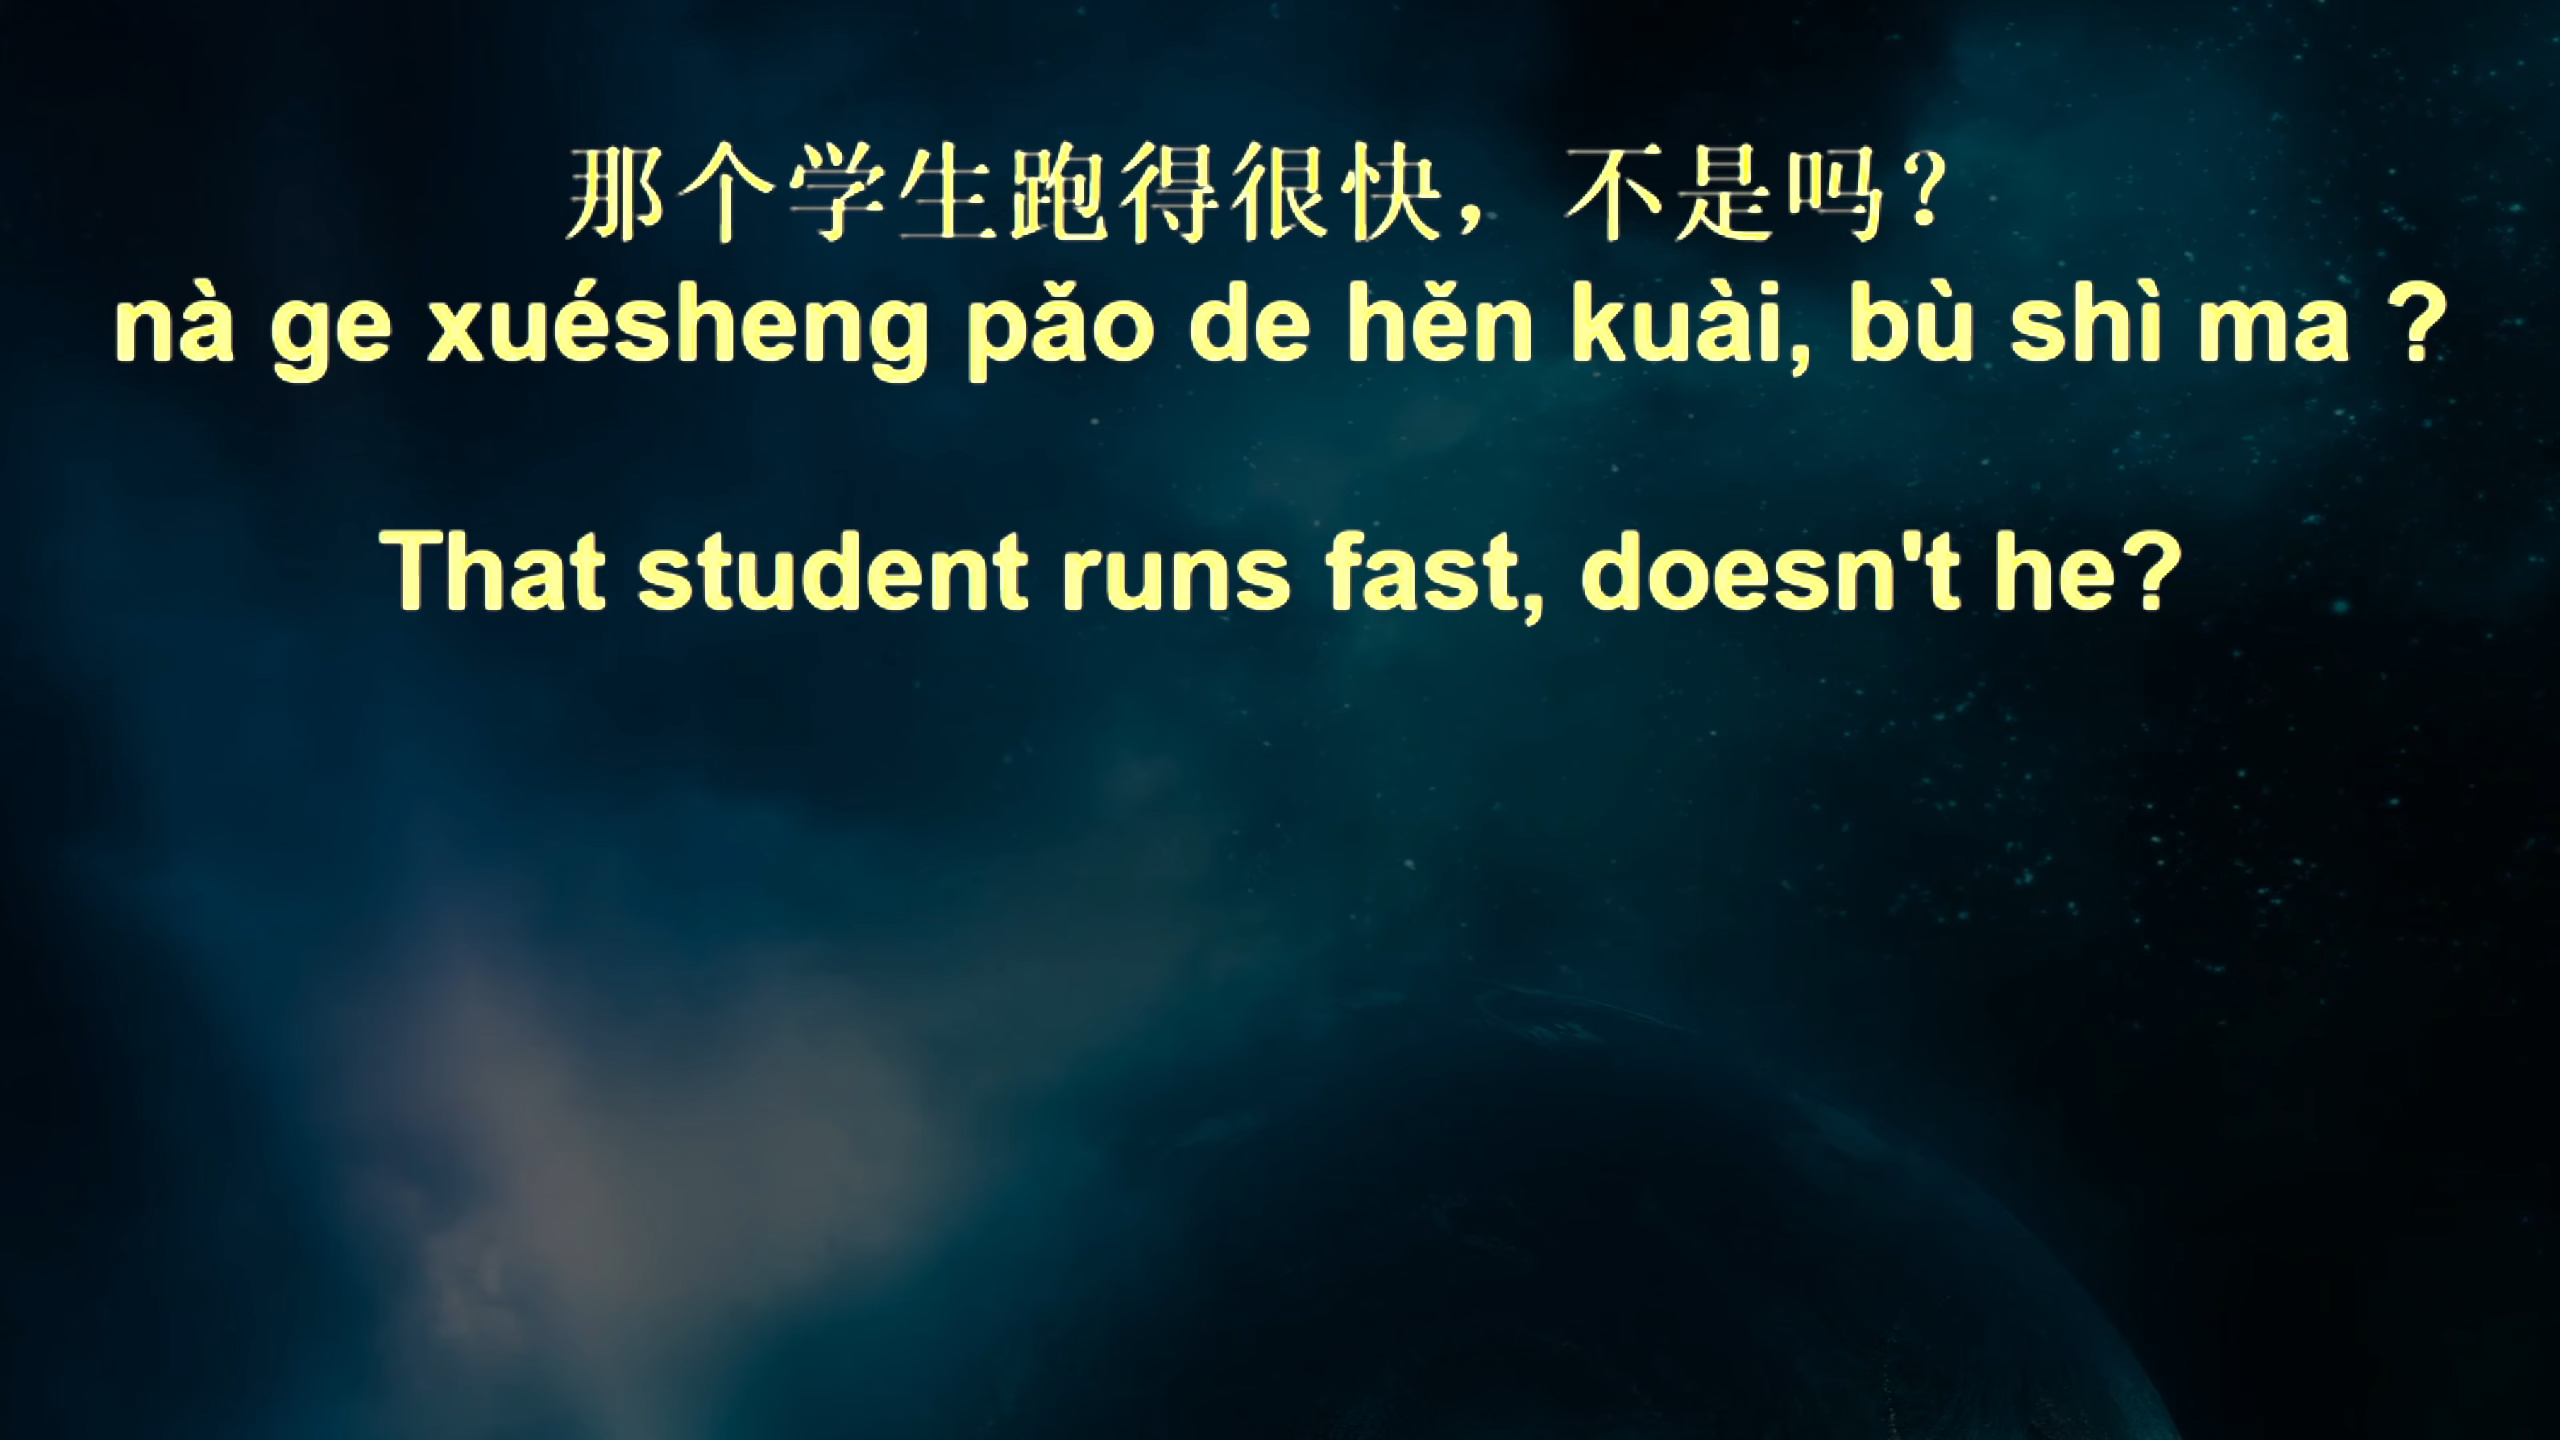 那个学生跑得很快，不是吗？
nà ge xuésheng pǎo de hěn kuài, bù shì ma ?
That student runs fast, doesn't he?